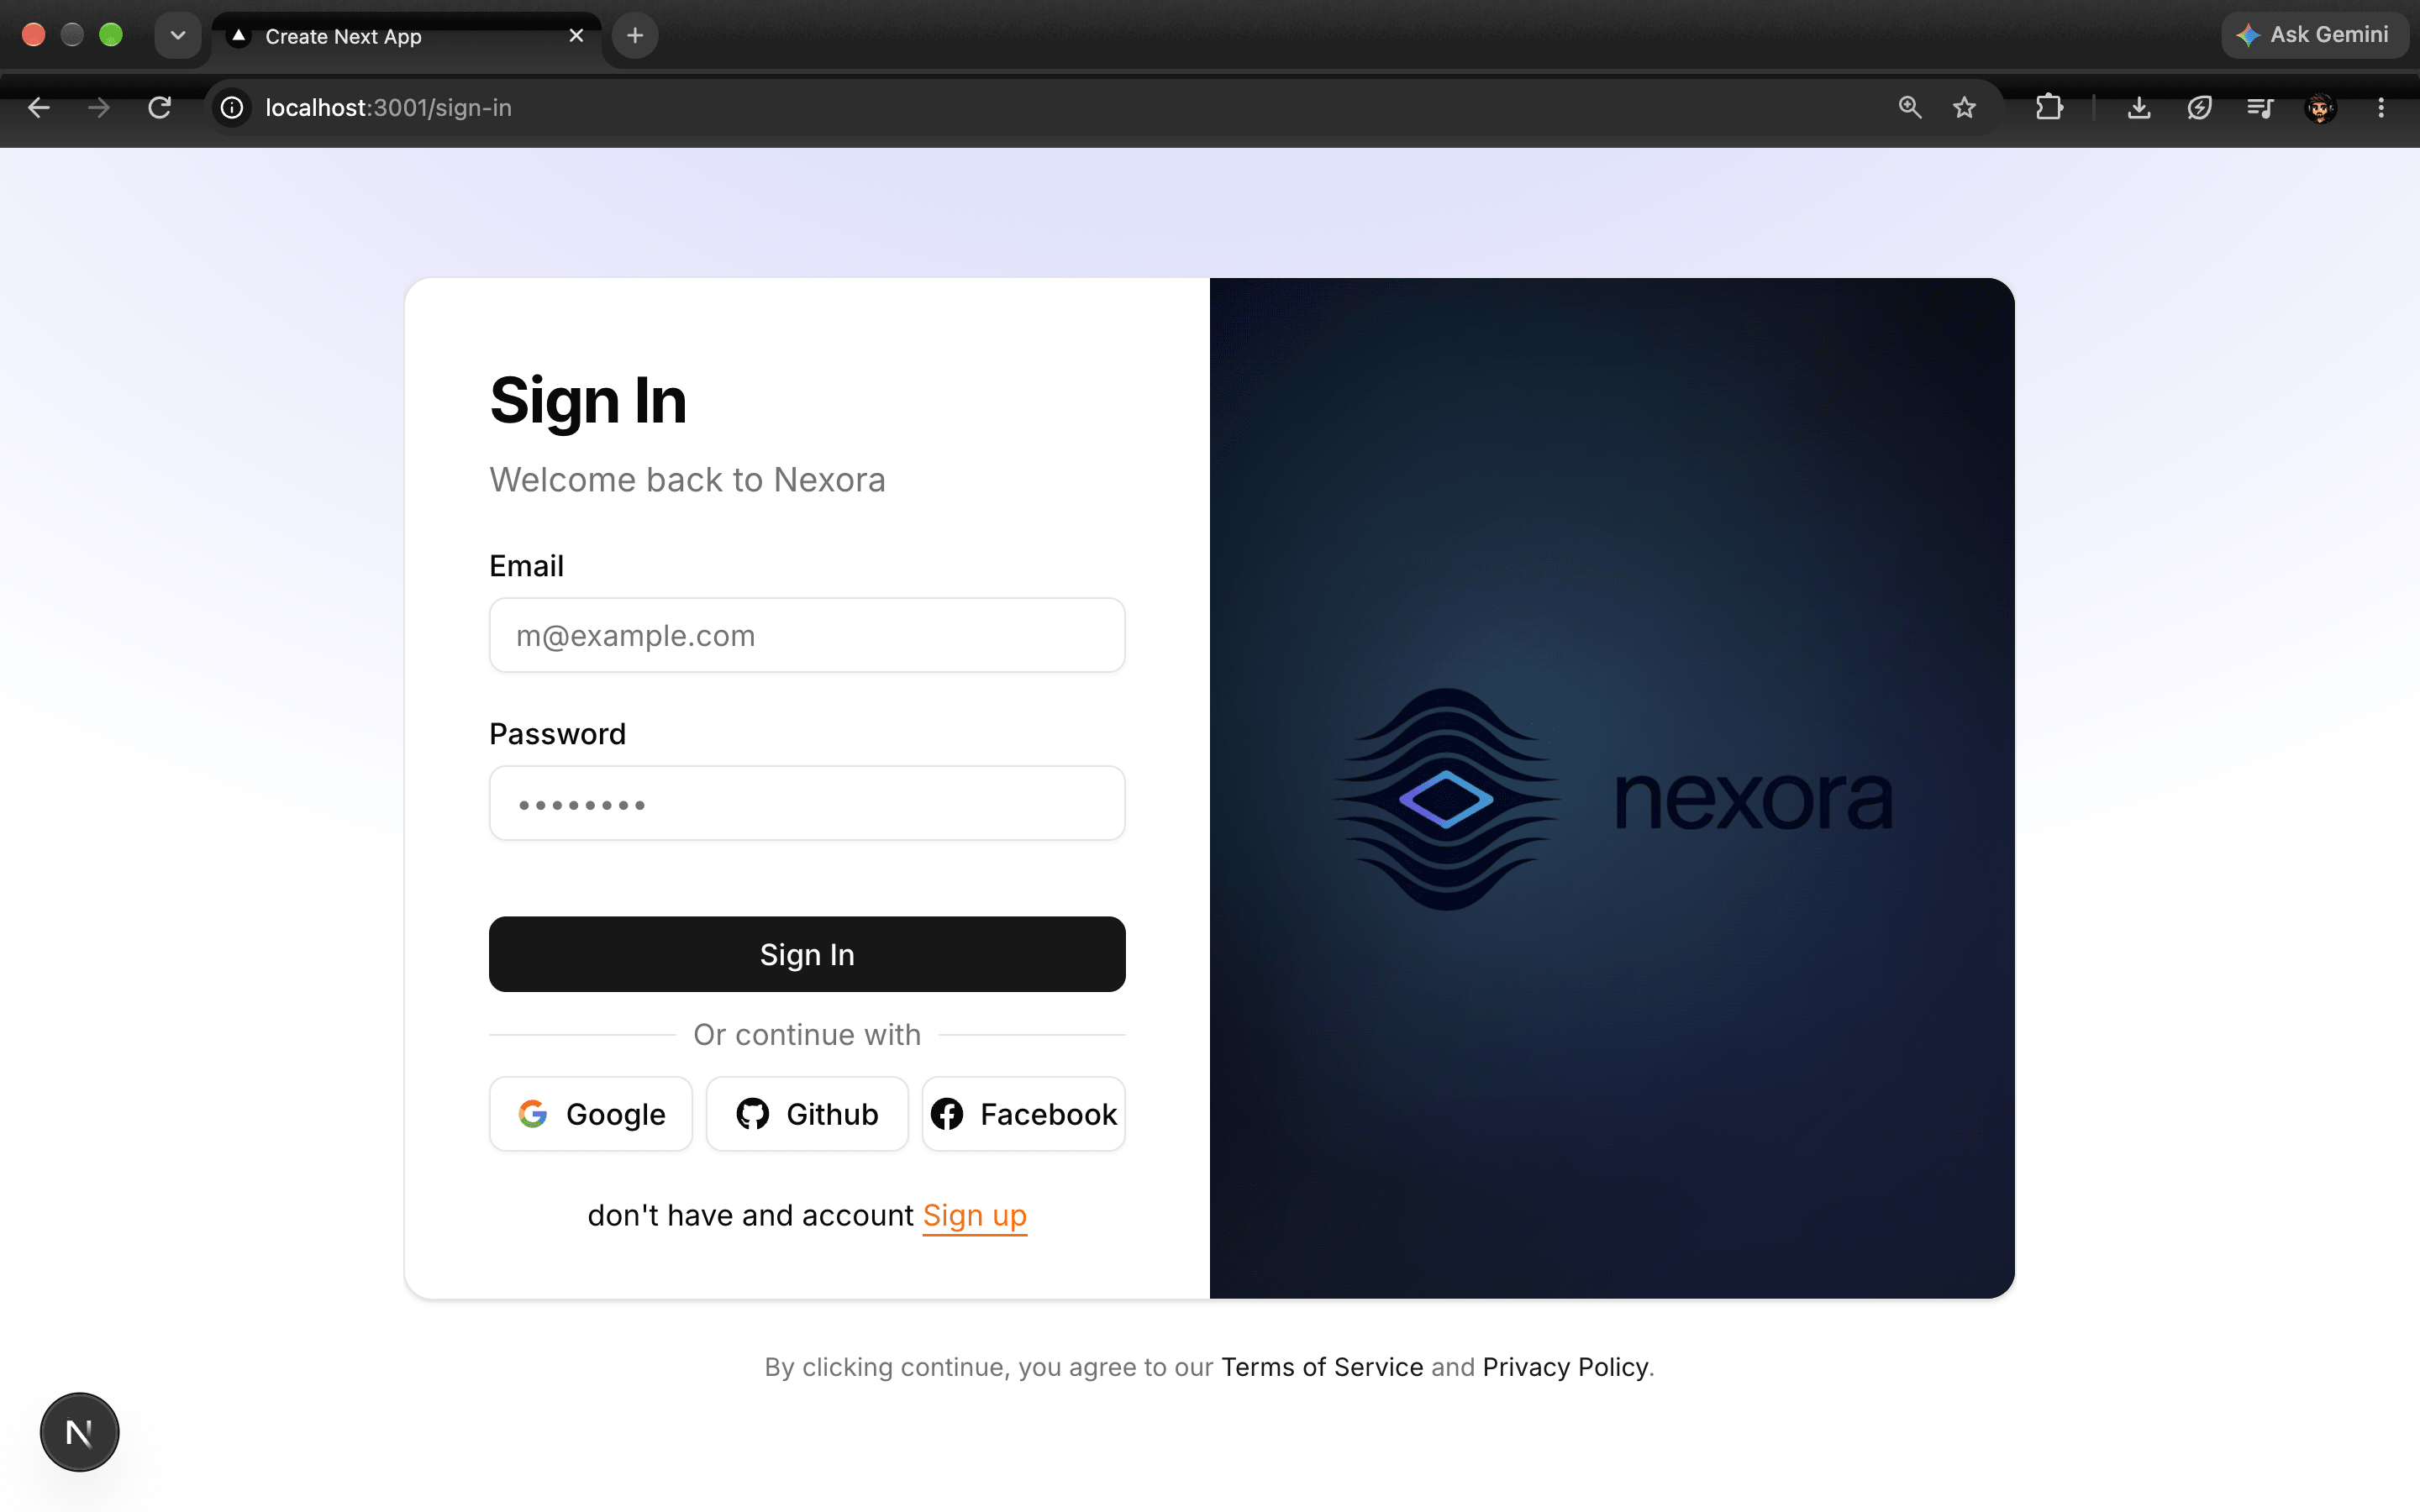 Create Next App
Ask Gemini
localhost:3001/sign-in
Sign In
Welcome back to Nexora
Email
m@example.com
Password
••••••••
Sign In
Or continue with
Google
Github
Facebook
don't have and account Sign up
nexora
By clicking continue, you agree to our Terms of Service and Privacy Policy.
N